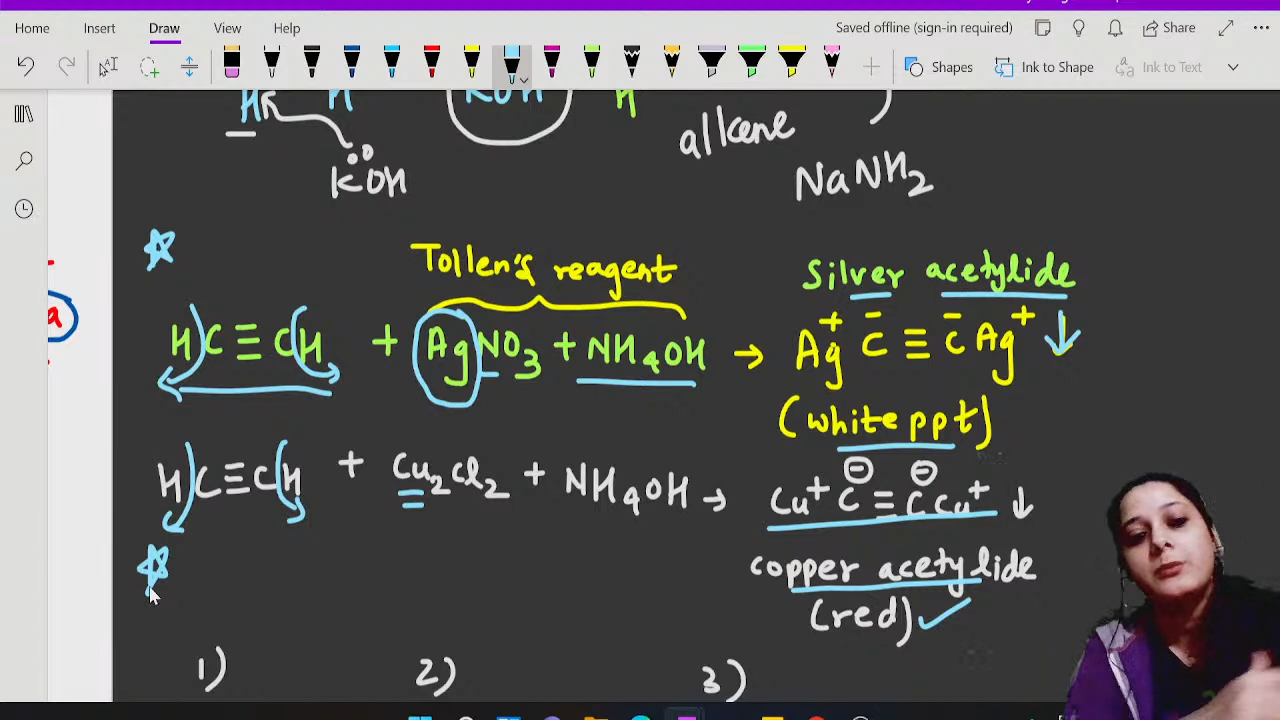 Home Insert Draw View Help Saved offline (sign-in required) Share
Shapes Ink to Shape Ink to Text
H H KOH H
KOH
alkene
NaNH2
a
Tollen's reagent
Silver acetylide
HC≡CH + AgNO3 + NH4OH → Ag+ C̄ ≡ C̄ Ag+ ↓
(white ppt)
HC≡CH + Cu2Cl2 + NH4OH → Cu+ C⊖ ≡ C⊖ Cu+ ↓
copper acetylide
(red) ✓
1) 2) 3)